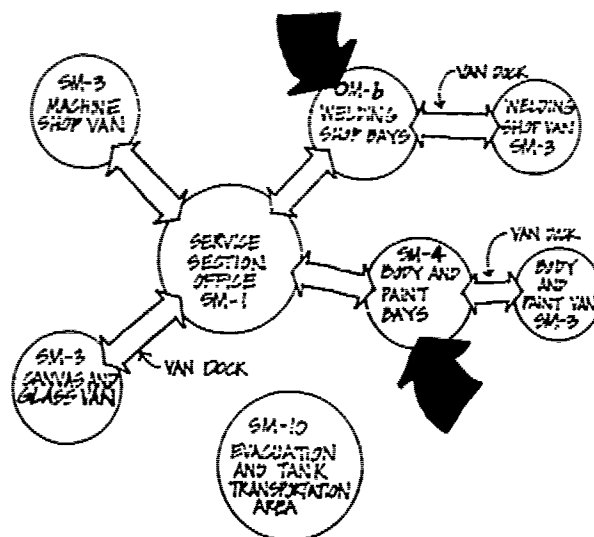 SM-3
MACHINE
SHOP VAN
SM-6
WELDING
SHOP BAYS
VAN DOCK
WELDING
SHOP VAN
SM-3
SERVICE
SECTION
OFFICE
SM-1
SM-4
BODY AND
PAINT
BAYS
VAN DOCK
BODY
AND
PAINT VAN
SM-3
SM-3
CANVAS AND
GLASS VAN
VAN DOCK
SM-10
EVACUATION
AND TANK
TRANSPORTATION
AREA